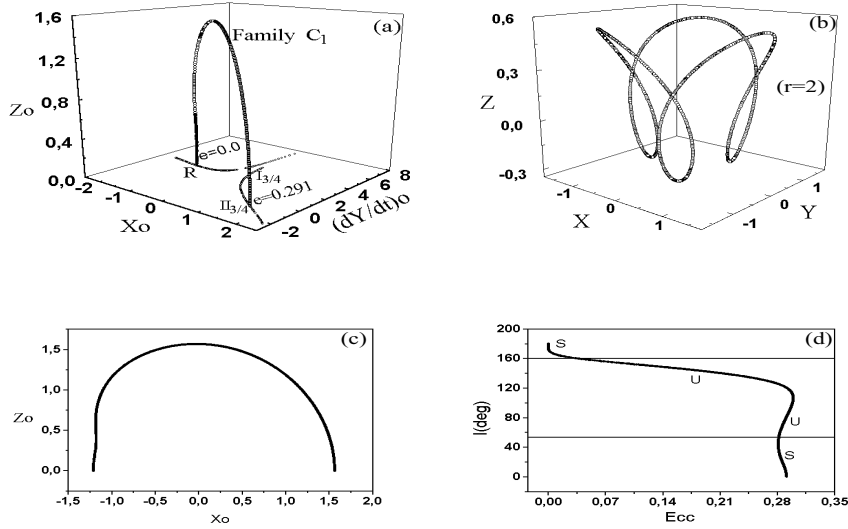 (a)
Family C1
1,6
1,2
0,8
0,4
0,0
Zo
e=0.0
R
I3/4
II3/4
e=0.291
-2
-1
0
1
2
Xo
-2
0
2
4
6
8
(dY/dt)o
(b)
(r=2)
0,6
0,3
0,0
-0,3
Z
-1
0
1
X
-1
0
1
Y
(c)
1,5
1,0
0,5
0,0
Zo
-1,5
-1,0
-0,5
0,0
0,5
1,0
1,5
2,0
Xo
(d)
200
160
120
80
40
0
I(deg)
S
U
U
S
0,00
0,07
0,14
0,21
0,28
0,35
Ecc